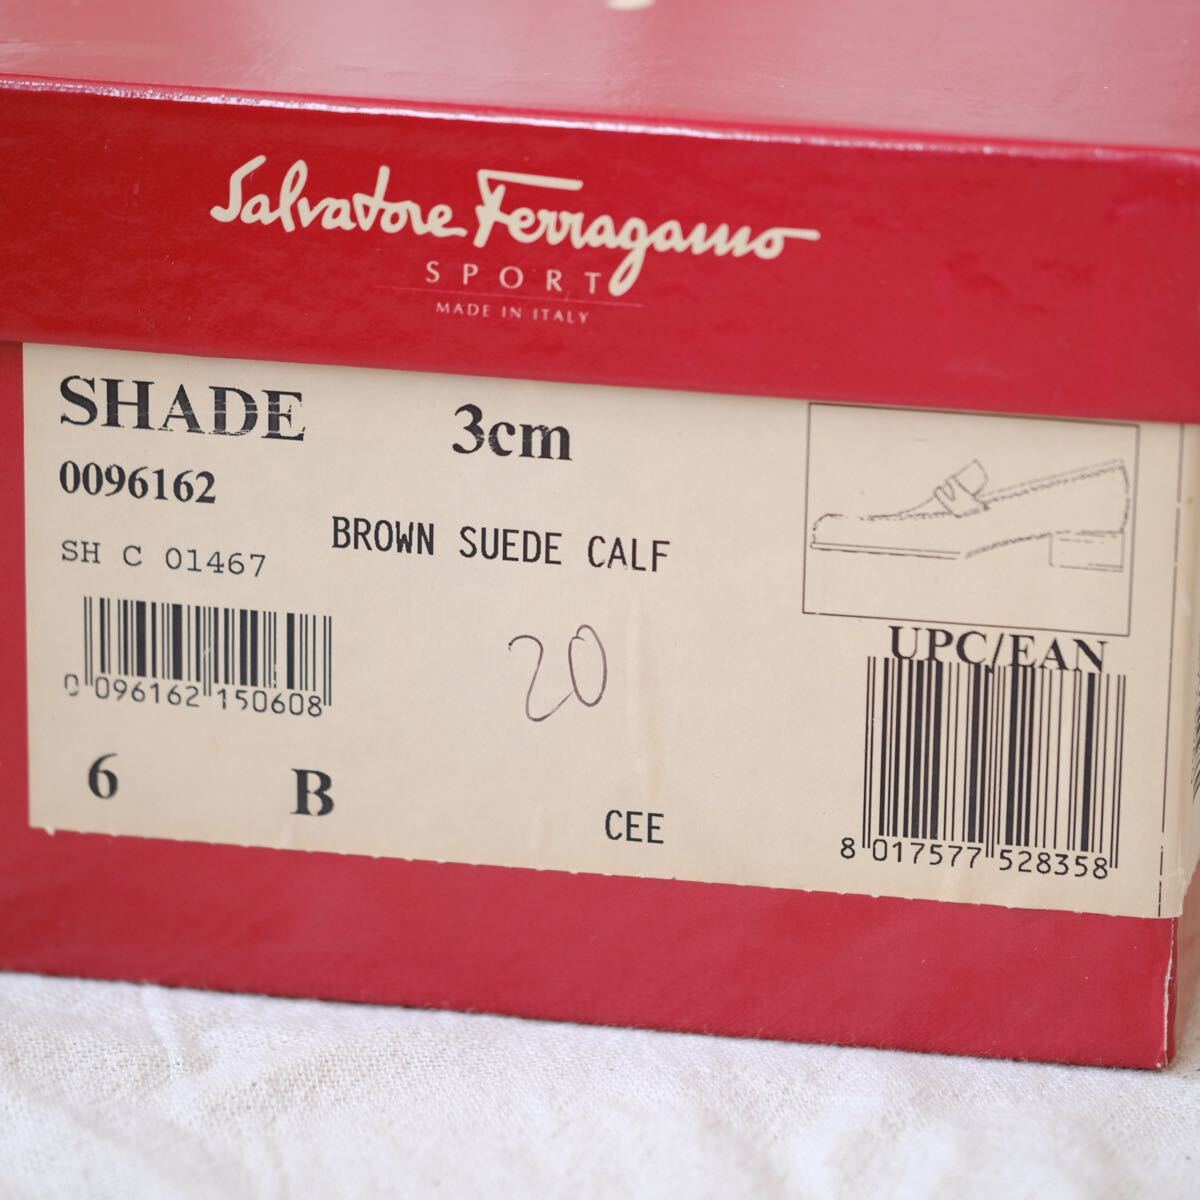 Salvatore Ferragamo
SPORT
MADE IN ITALY
SHADE 3cm
0096162
BROWN SUEDE CALF
SH C 01467
UPC/EAN
0 096162 150608
20
6 B
CEE
8 017577 528358